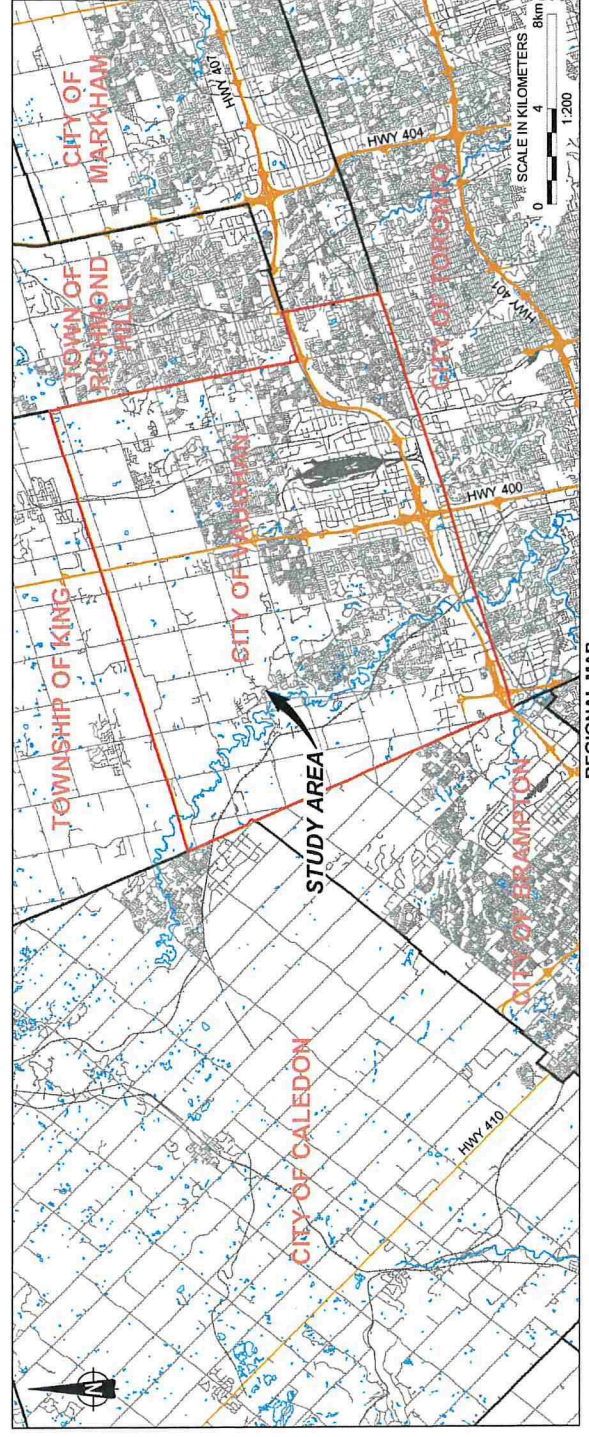 CITY OF
MARKHAM
HWY 407
TOWN OF
RICHMOND
HILL
HWY 404
SCALE IN KILOMETERS
0 4 8km
1:200
CITY OF TORONTO
HWY 401
TOWNSHIP OF KING
CITY OF VAUGHAN
HWY 400
STUDY AREA
CITY OF BRAMPTON
CITY OF CALEDON
HWY 410
N
REGIONAL MAP